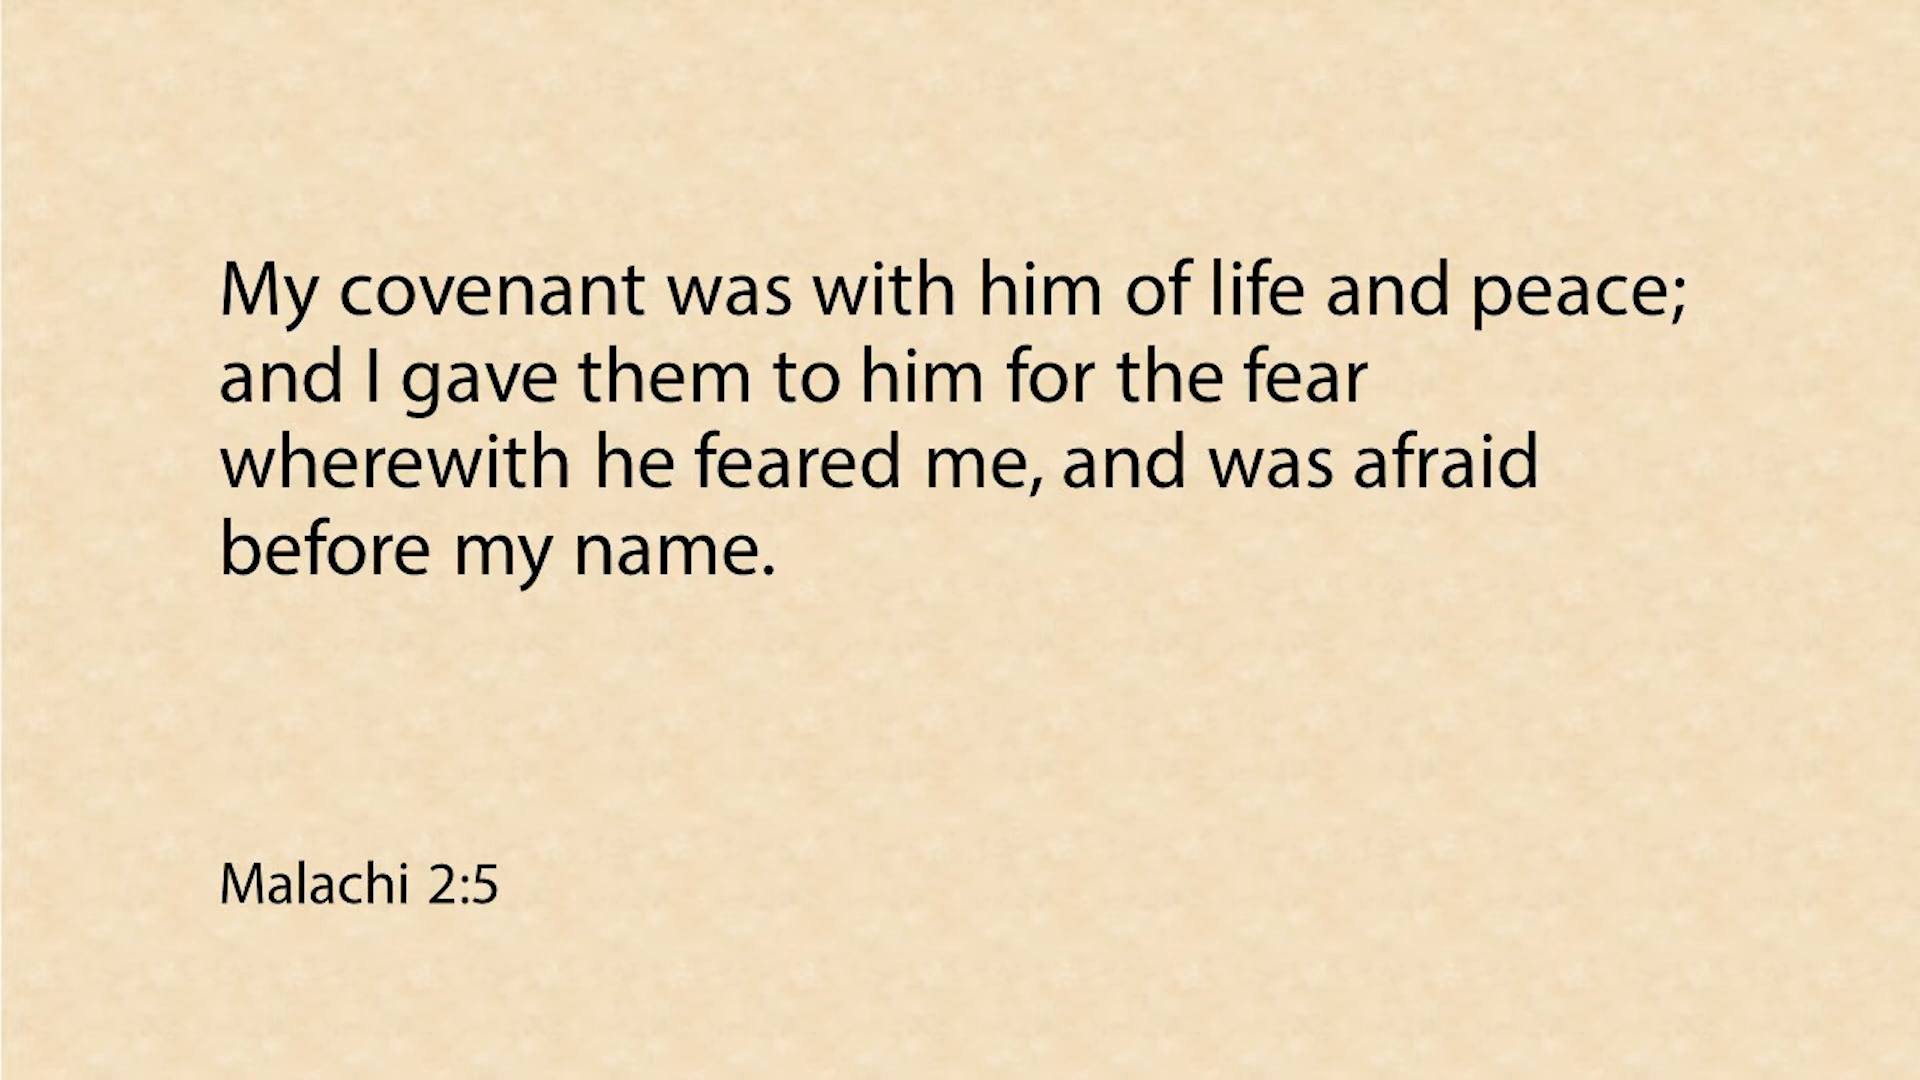 My covenant was with him of life and peace;
and I gave them to him for the fear
wherewith he feared me, and was afraid
before my name.
Malachi 2:5